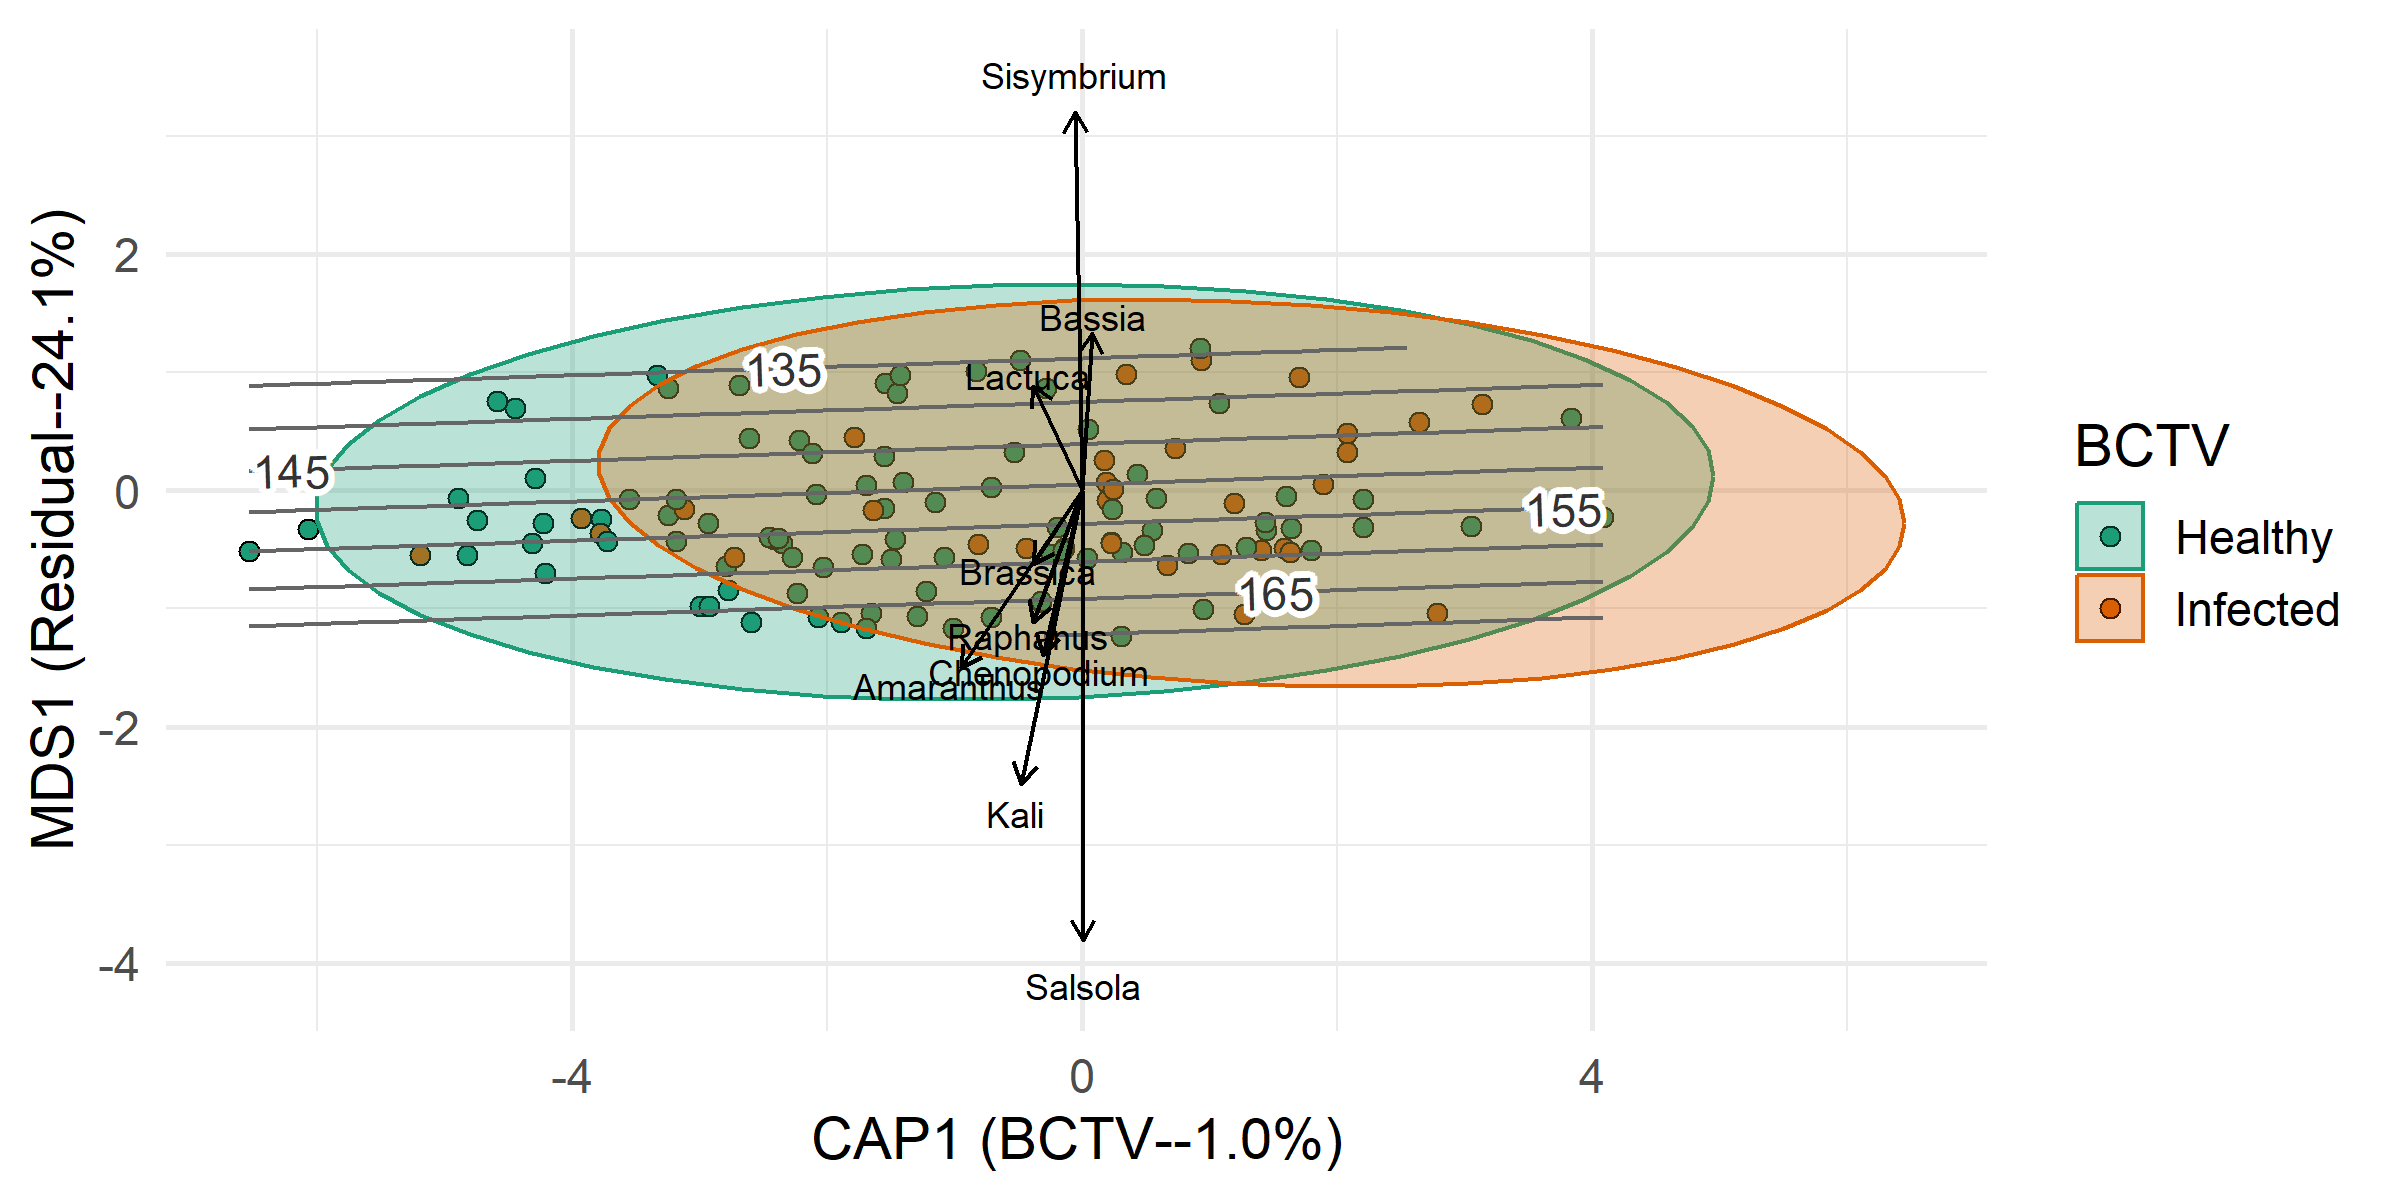 Sisymbrium
Bassia
Lactuca
135
145
155
165
Brassica
Raphanus
Chenopodium
Amaranthus
Kali
Salsola
2
0
-2
-4
-4
0
4
MDS1 (Residual--24.1%)
CAP1 (BCTV--1.0%)
BCTV
Healthy
Infected